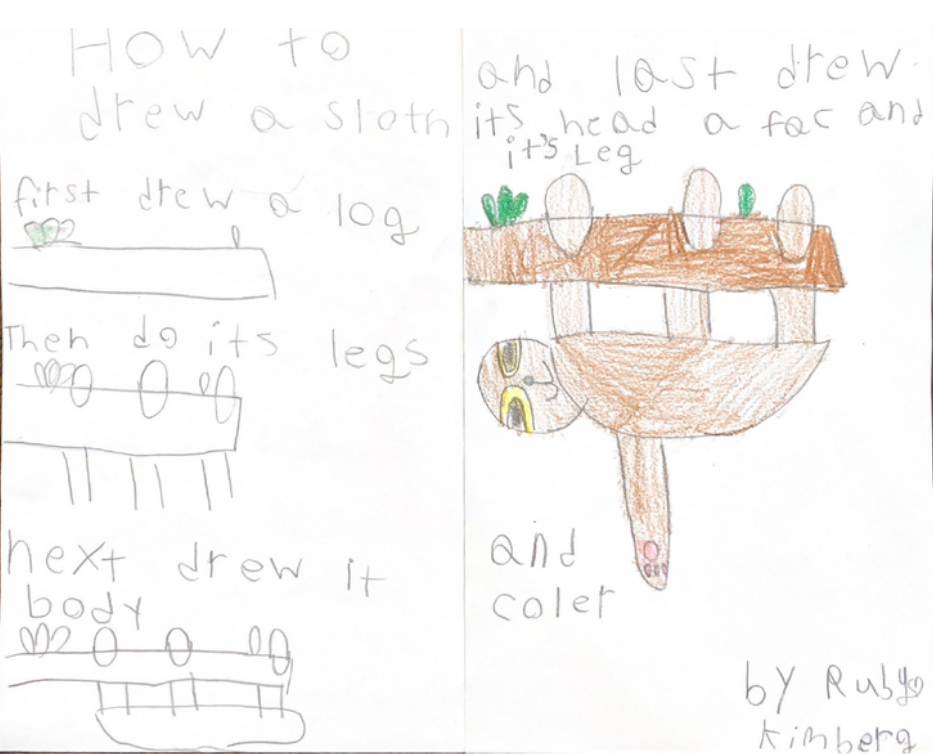 How to
drew a sloth
first drew a log
Then do its legs
next drew it
body
and last drew
its head a fac and
it's Leg
and
coler
by Ruby
Kimberg